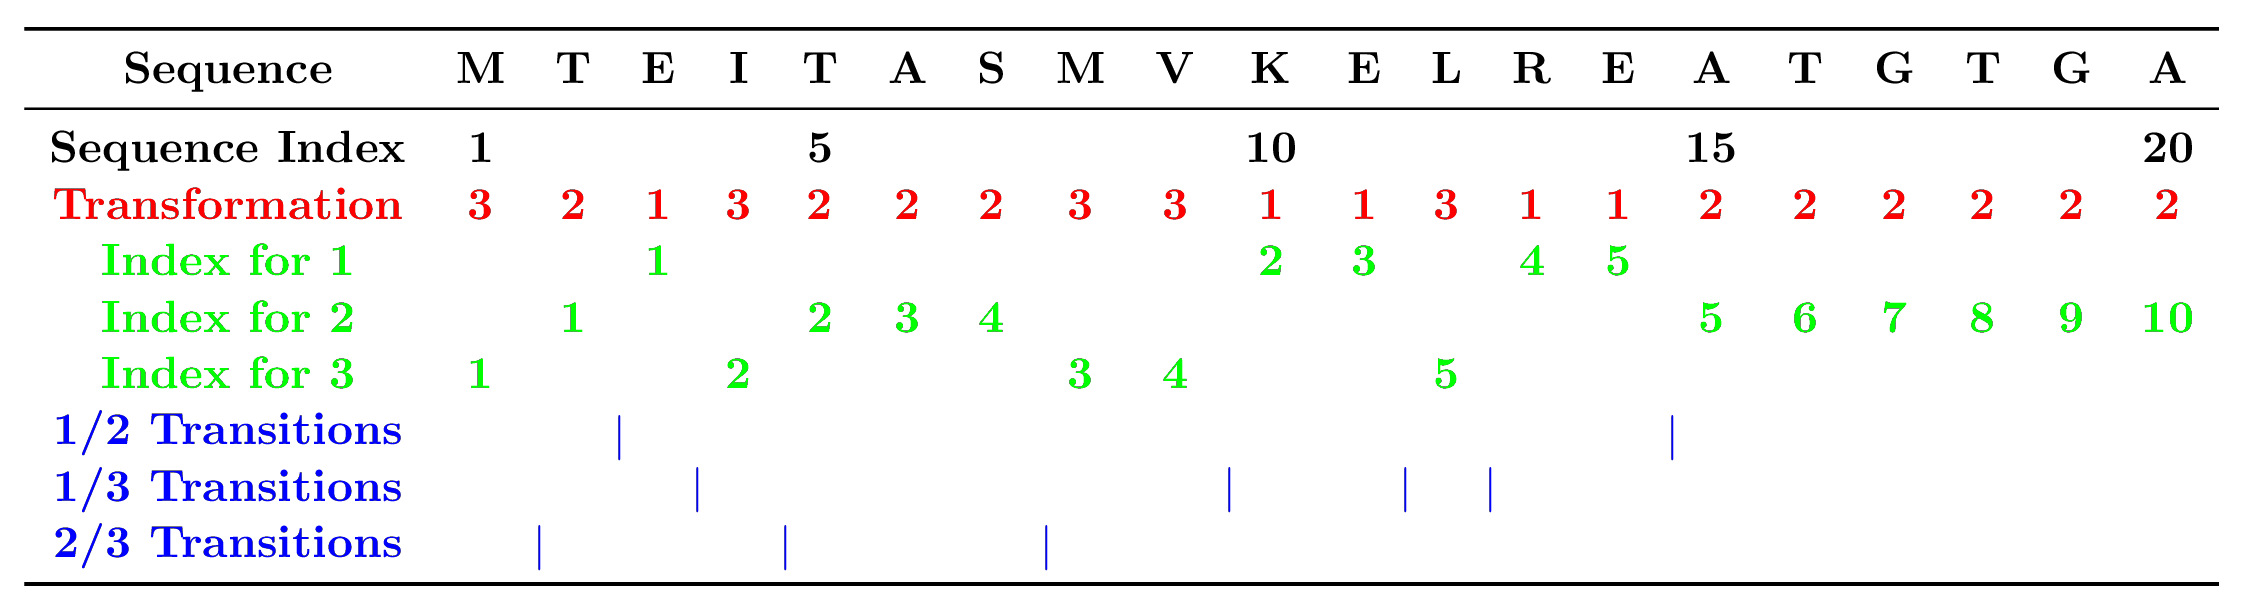 Sequence M T E I T A S M V K E L R E A T G T G A
Sequence Index 1 5 10 15 20
Transformation 3 2 1 3 2 2 2 3 3 1 1 3 1 1 2 2 2 2 2 2
Index for 1 1 2 3 4 5
Index for 2 1 2 3 4 5 6 7 8 9 10
Index for 3 1 2 3 4 5
1/2 Transitions | |
1/3 Transitions | | | |
2/3 Transitions | | |